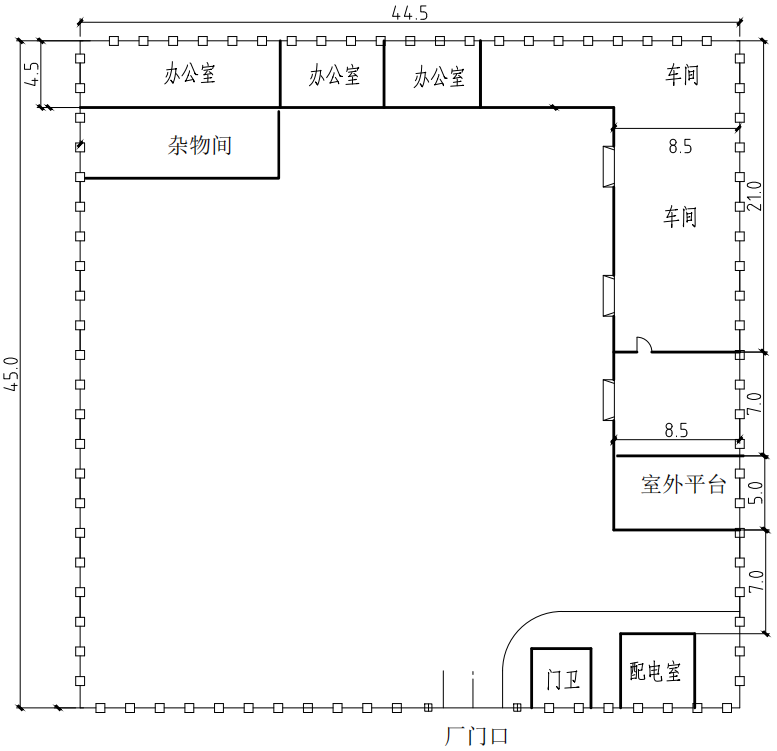 44.5
4.5
办公室
办公室
办公室
车间
杂物间
8.5
21.0
车间
45.0
7.0
8.5
室外平台
5.0
7.0
门卫
配电室
厂门口